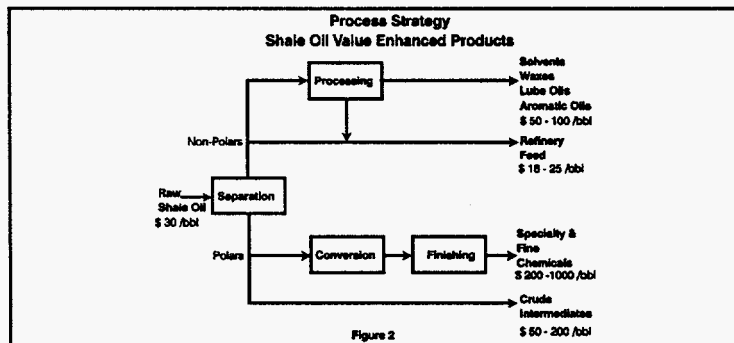 Process Strategy
Shale Oil Value Enhanced Products
Solvents
Waxes
Lube Oils
Aromatic Oils
$ 50 - 100 /bbl
Processing
Non-Polars
Refinery
Feed
$ 18 - 25 /bbl
Raw
Shale Oil
$ 30 /bbl
Separation
Polars
Conversion
Finishing
Specialty &
Fine
Chemicals
$ 200 -1000 /bbl
Crude
Intermediates
$ 50 - 200 /bbl
Figure 2